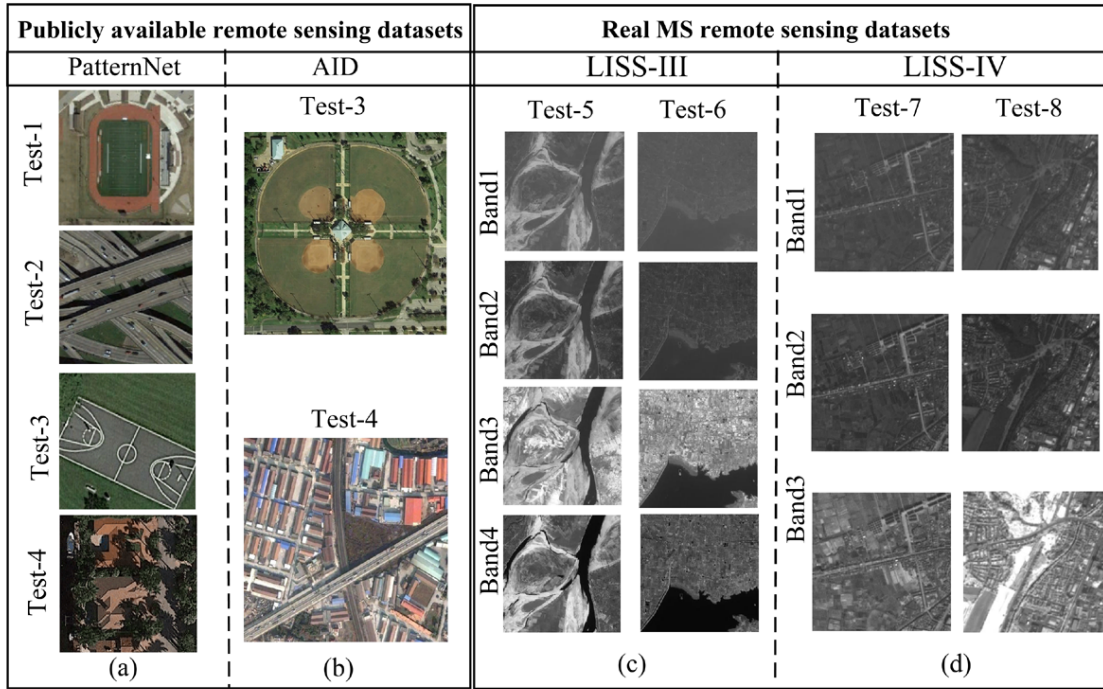 Publicly available remote sensing datasets
Real MS remote sensing datasets
PatternNet
AID
LISS-III
LISS-IV
Test-1
Test-2
Test-3
Test-4
Test-3
Test-4
Test-5
Test-6
Band1
Band2
Band3
Band4
Test-7
Test-8
Band1
Band2
Band3
(a)
(b)
(c)
(d)